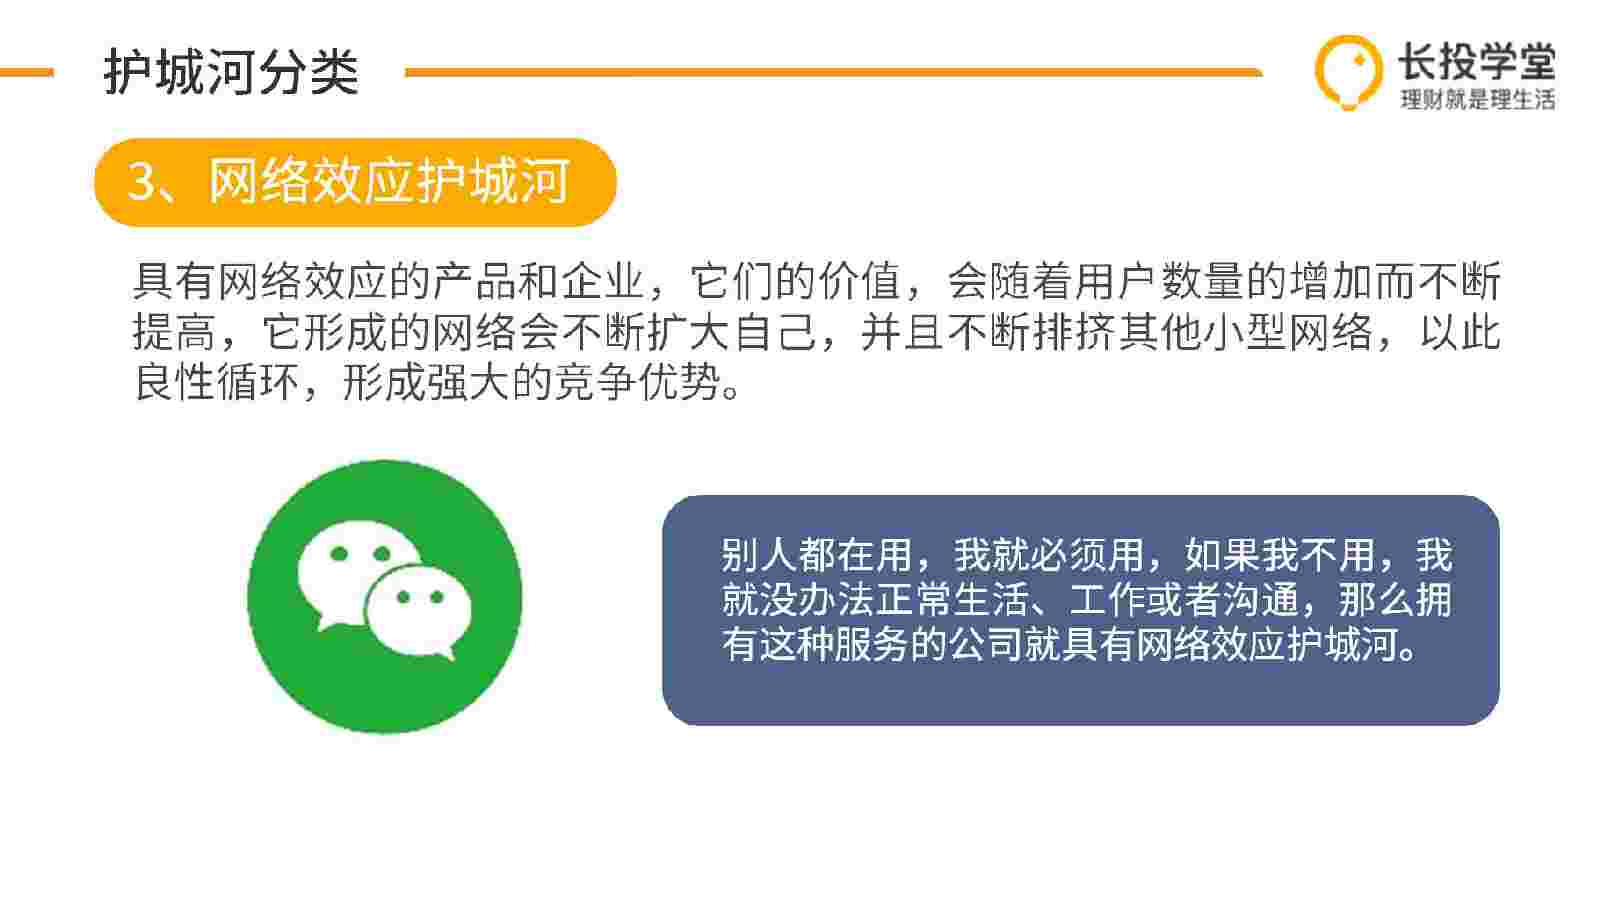 护城河分类
长投学堂
理财就是理生活
3、网络效应护城河
具有网络效应的产品和企业，它们的价值，会随着用户数量的增加而不断
提高，它形成的网络会不断扩大自己，并且不断排挤其他小型网络，以此
良性循环，形成强大的竞争优势。
别人都在用，我就必须用，如果我不用，我
就没办法正常生活、工作或者沟通，那么拥
有这种服务的公司就具有网络效应护城河。